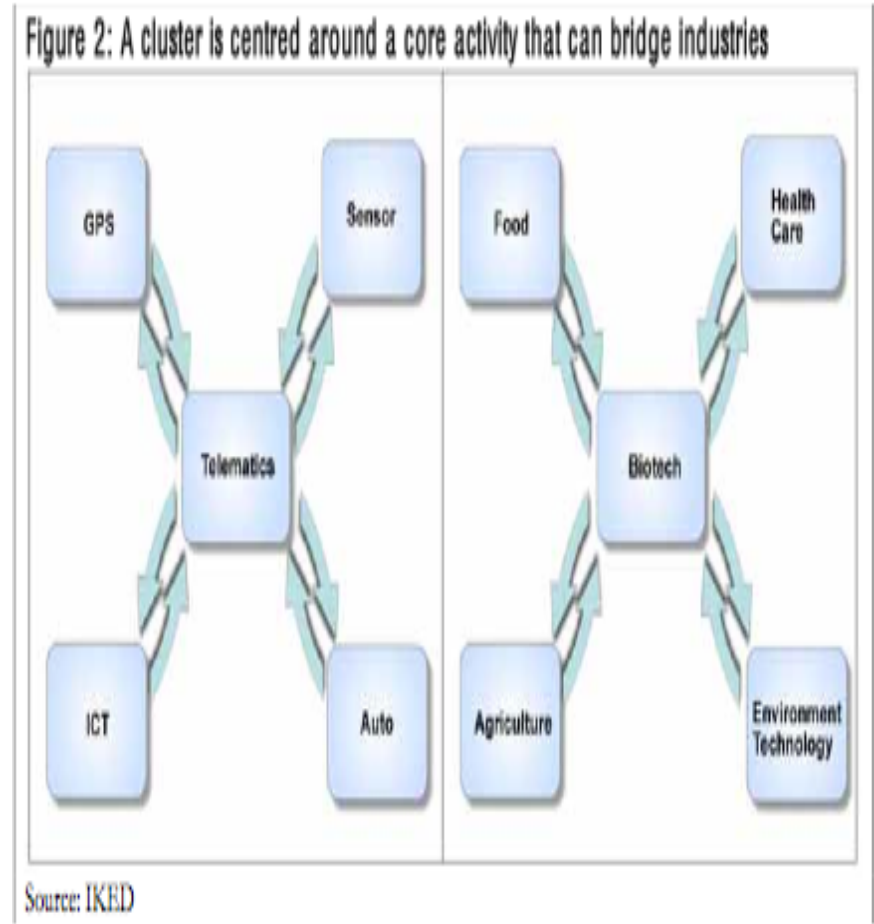 Figure 2: A cluster is centred around a core activity that can bridge industries
GPS
Sensor
Telematics
ICT
Auto
Food
Health
Care
Biotech
Agriculture
Environment
Technology
Source: IKED